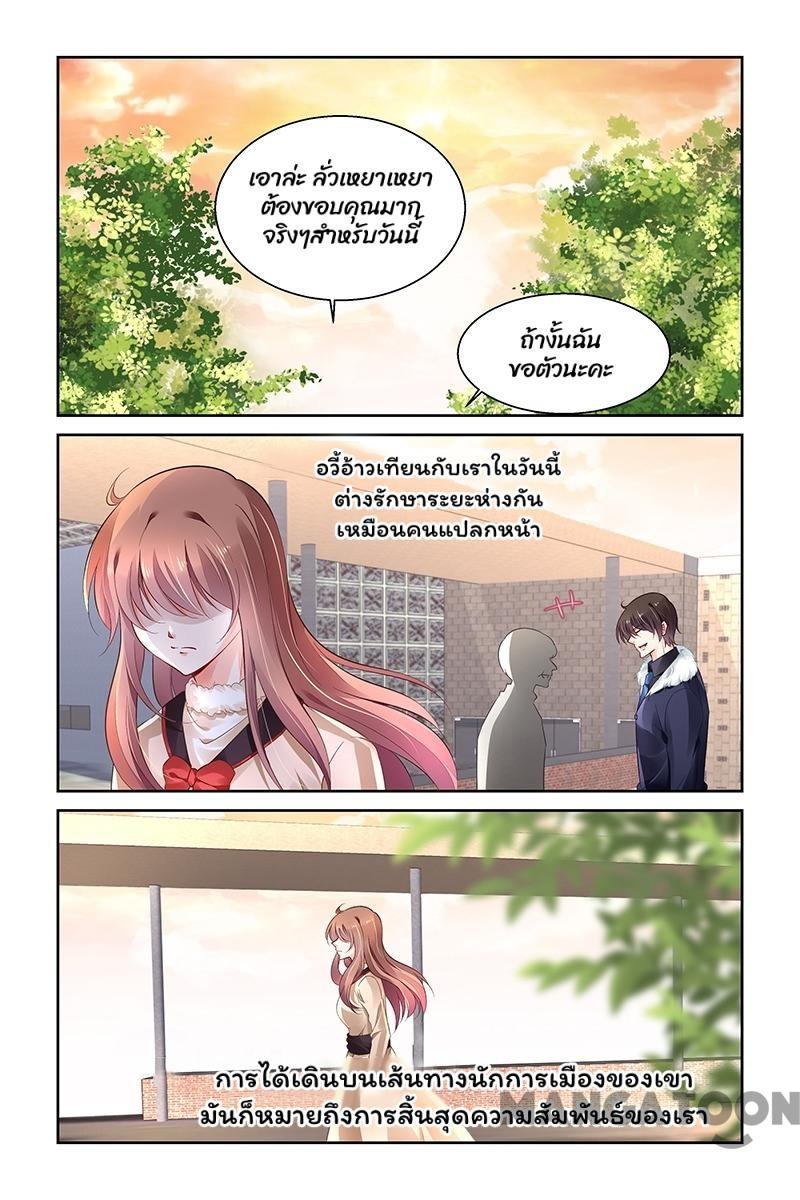 เอาล่ะ ลั่วเหยาเหยา
ต้องขอบคุณมาก
จริงๆสำหรับวันนี้
ถ้างั้นฉัน
ขอตัวนะคะ
อวี้อ้าวเทียนกับเราในวันนี้
ต่างรักษาระยะห่างกัน
เหมือนคนแปลกหน้า
การได้เดินบนเส้นทางนักการเมืองของเขา
มันก็หมายถึงการสิ้นสุดความสัมพันธ์ของเรา
MANGATOON